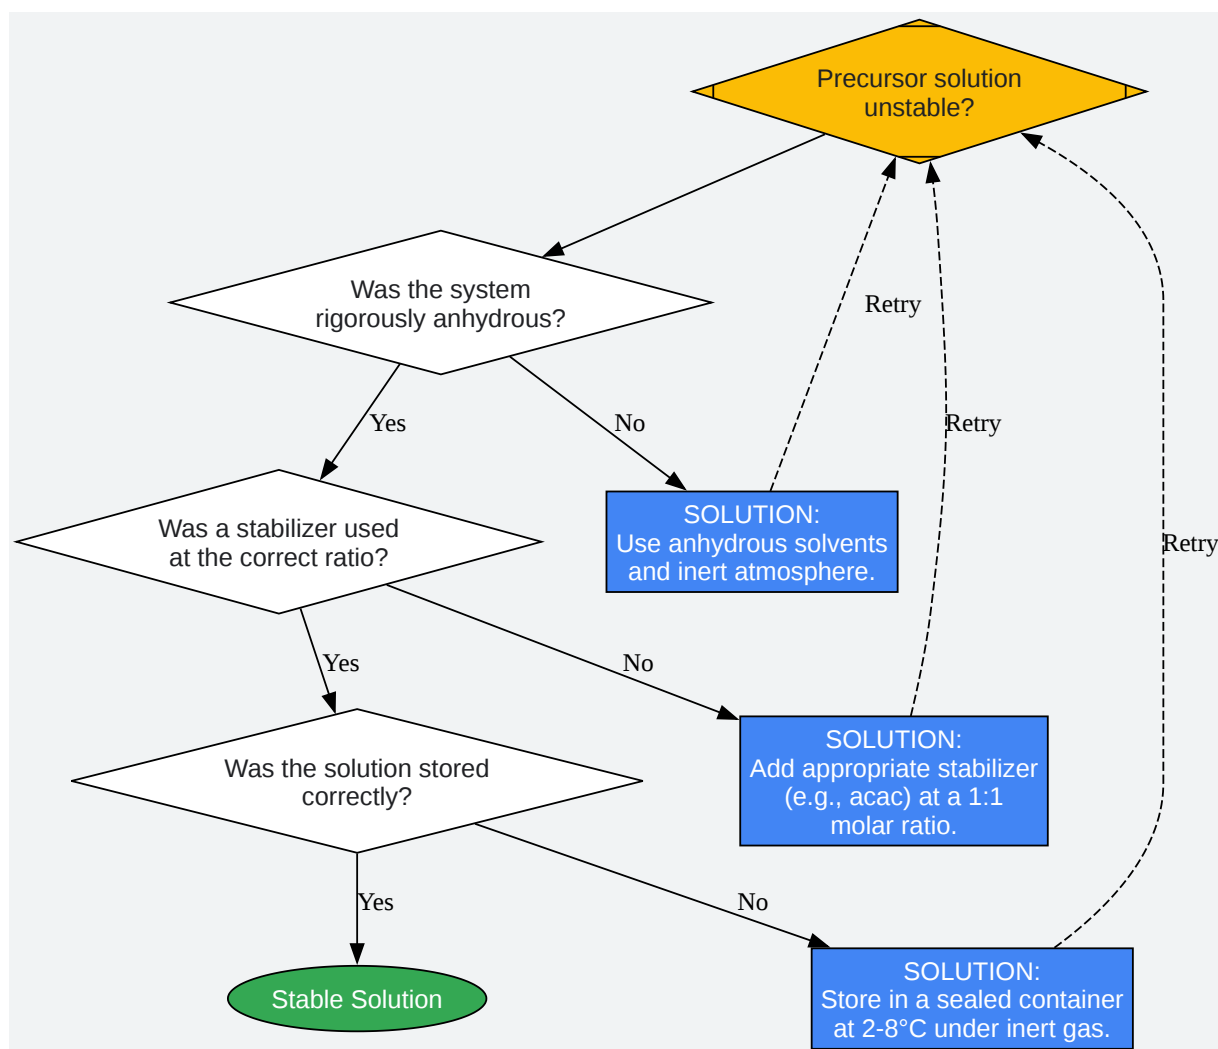 Precursor solution
unstable?
Was the system
rigorously anhydrous?
Retry
Yes
No
Retry
SOLUTION:
Use anhydrous solvents
and inert atmosphere.
Was a stabilizer used
at the correct ratio?
Retry
Yes
No
SOLUTION:
Add appropriate stabilizer
(e.g., acac) at a 1:1
molar ratio.
Was the solution stored
correctly?
Yes
No
SOLUTION:
Store in a sealed container
at 2-8°C under inert gas.
Stable Solution